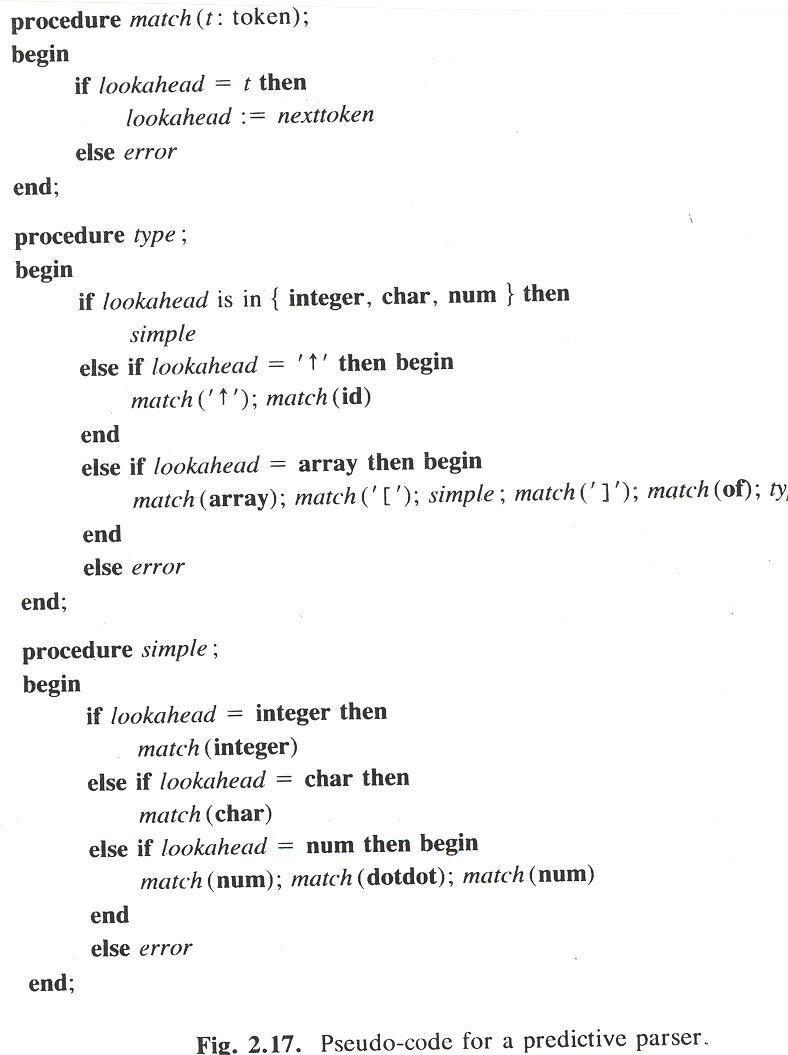 procedure match(t: token);
begin
if lookahead = t then
lookahead := nexttoken
else error
end;
procedure type;
begin
if lookahead is in { integer, char, num } then
simple
else if lookahead = '↑' then begin
match('↑'); match(id)
end
else if lookahead = array then begin
match(array); match('['); simple; match(']'); match(of); ty
end
else error
end;
procedure simple;
begin
if lookahead = integer then
match(integer)
else if lookahead = char then
match(char)
else if lookahead = num then begin
match(num); match(dotdot); match(num)
end
else error
end;
Fig. 2.17. Pseudo-code for a predictive parser.